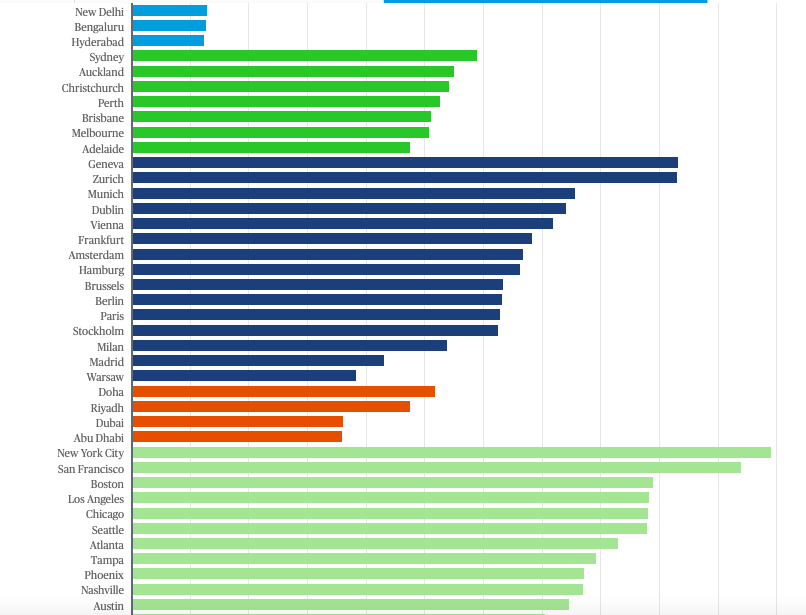 New Delhi
Bengaluru
Hyderabad
Sydney
Auckland
Christchurch
Perth
Brisbane
Melbourne
Adelaide
Geneva
Zurich
Munich
Dublin
Vienna
Frankfurt
Amsterdam
Hamburg
Brussels
Berlin
Paris
Stockholm
Milan
Madrid
Warsaw
Doha
Riyadh
Dubai
Abu Dhabi
New York City
San Francisco
Boston
Los Angeles
Chicago
Seattle
Atlanta
Tampa
Phoenix
Nashville
Austin